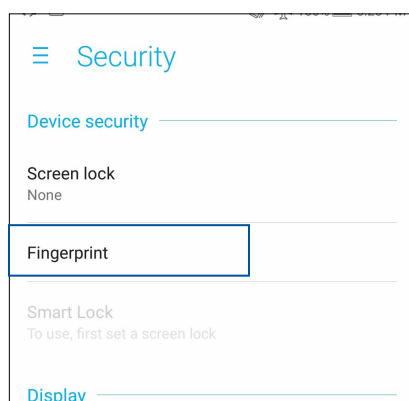 Security
Device security
Screen lock
None
Fingerprint
Smart Lock
To use, first set a screen lock
Display